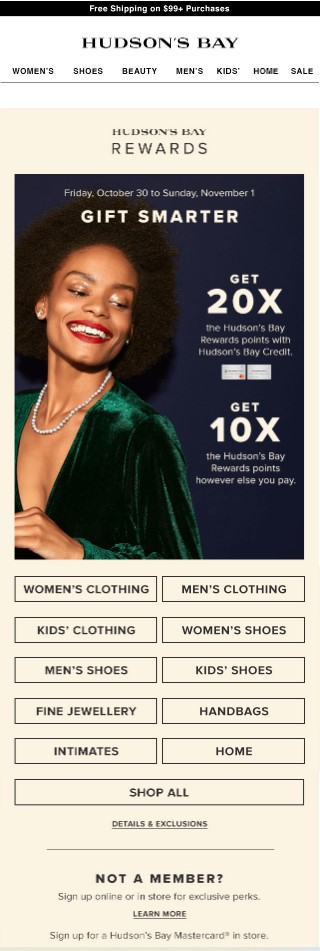 Free Shipping on $99+ Purchases
HUDSON'S BAY
WOMEN'S SHOES BEAUTY MEN'S KIDS' HOME SALE
HUDSON'S BAY
REWARDS
Friday, October 30 to Sunday, November 1
GIFT SMARTER
GET
20X
the Hudson's Bay
Rewards points with
Hudson's Bay Credit.
GET
10X
the Hudson's Bay
Rewards points
however else you pay.
WOMEN'S CLOTHING
MEN'S CLOTHING
KIDS' CLOTHING
WOMEN'S SHOES
MEN'S SHOES
KIDS' SHOES
FINE JEWELLERY
HANDBAGS
INTIMATES
HOME
SHOP ALL
DETAILS & EXCLUSIONS
NOT A MEMBER?
Sign up online or in store for exclusive perks.
LEARN MORE
Sign up for a Hudson's Bay Mastercard® in store.